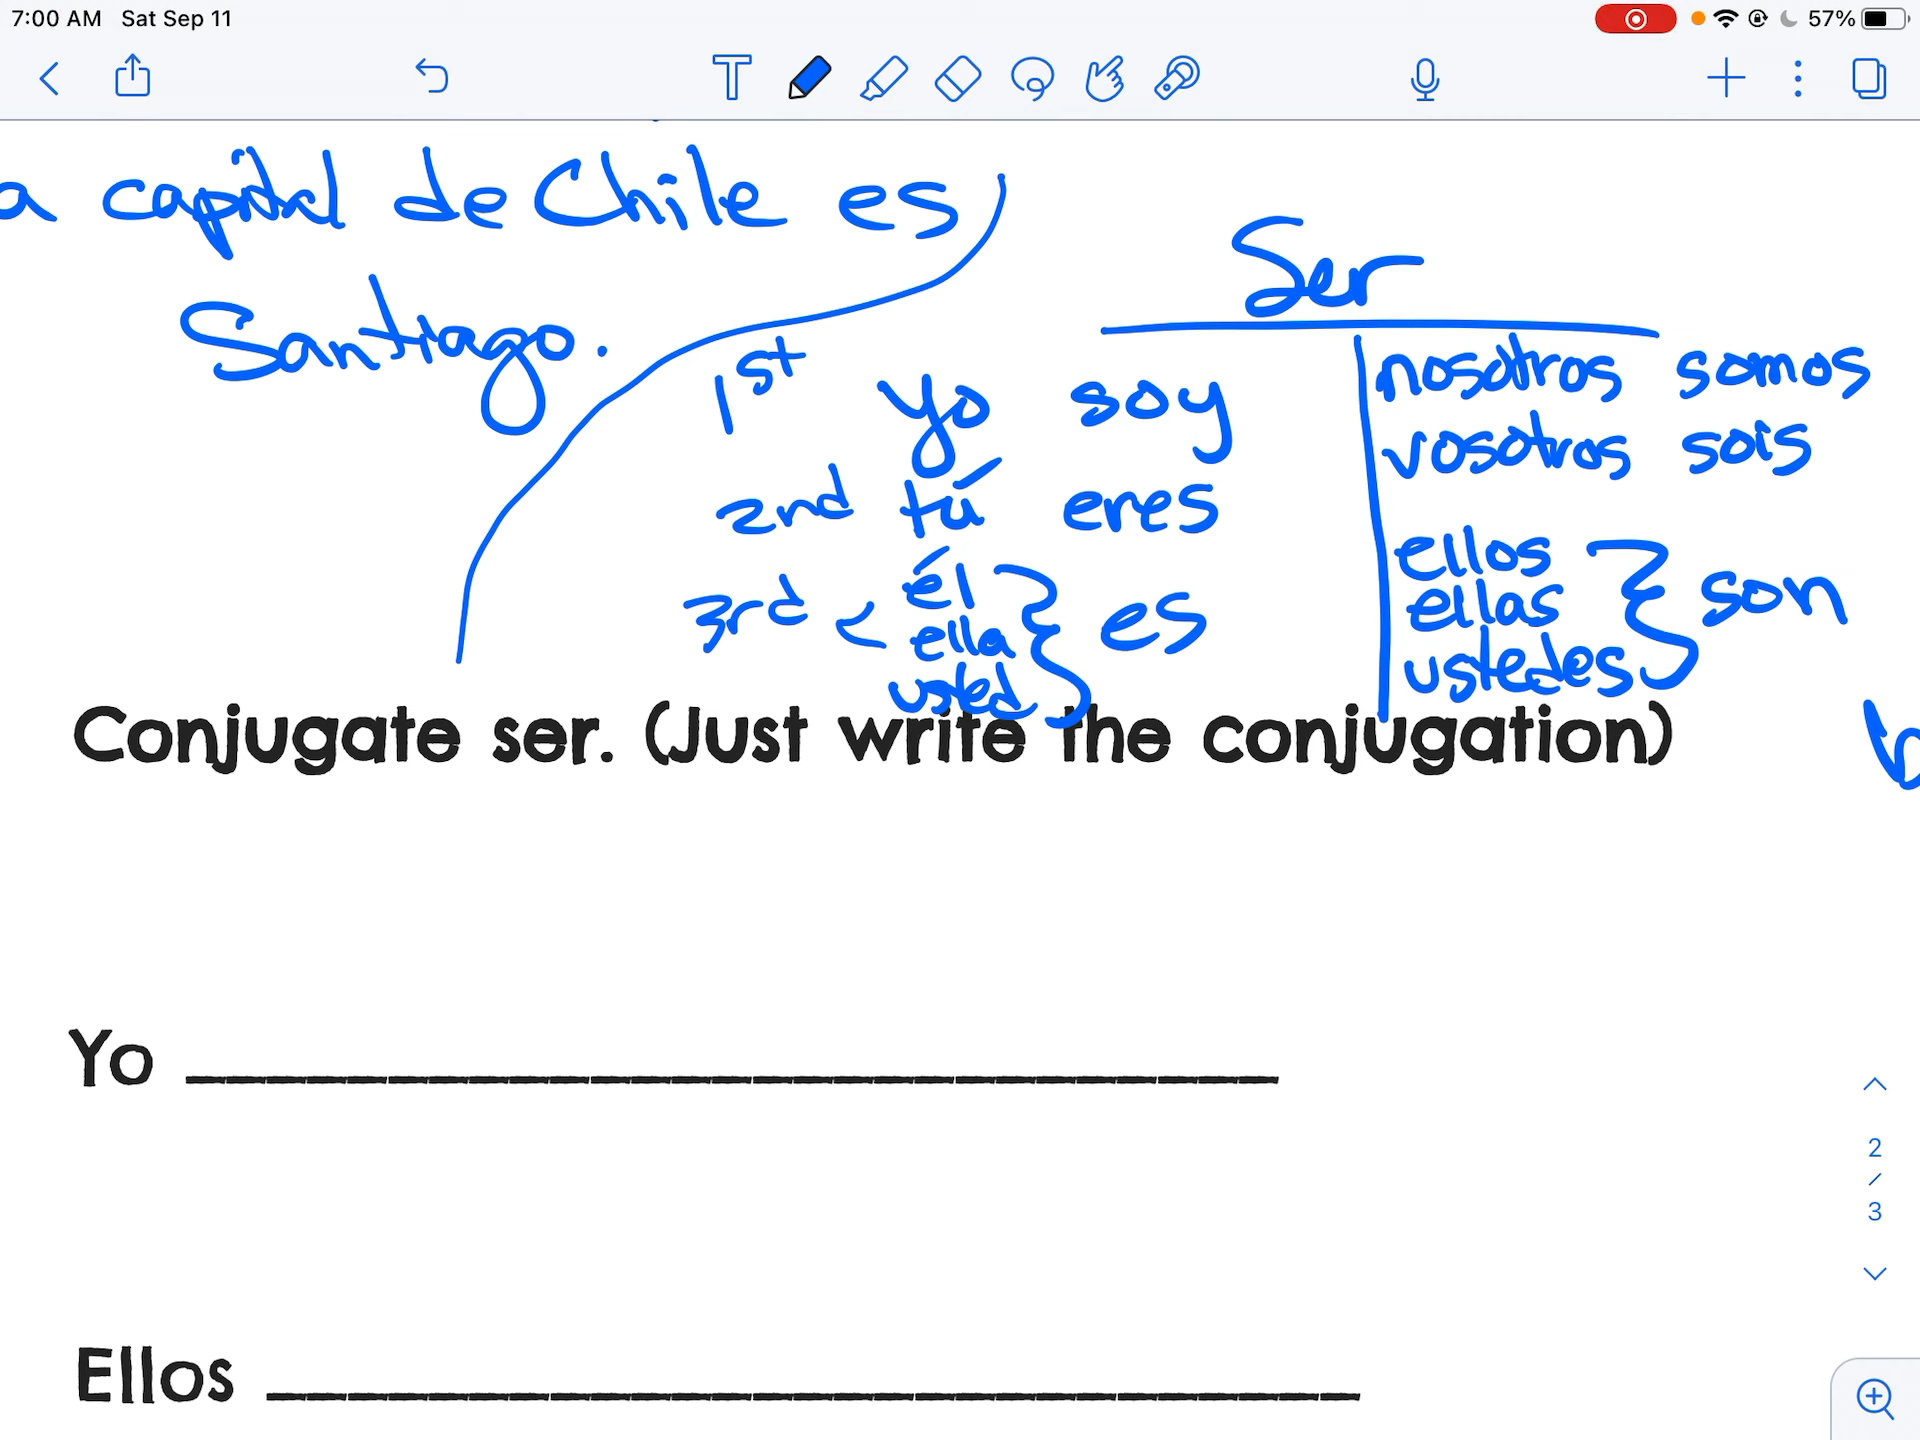 7:00 AM Sat Sep 11
57%
a capital de Chile es
Santiago.
Ser
1st yo soy
2nd tú eres
3rd él
ella
usted
es
nosotros somos
vosotros sois
ellos
ellas
ustedes
son
Conjugate ser. (Just write the conjugation)
Yo ___________________________
2
/
3
Ellos ___________________________